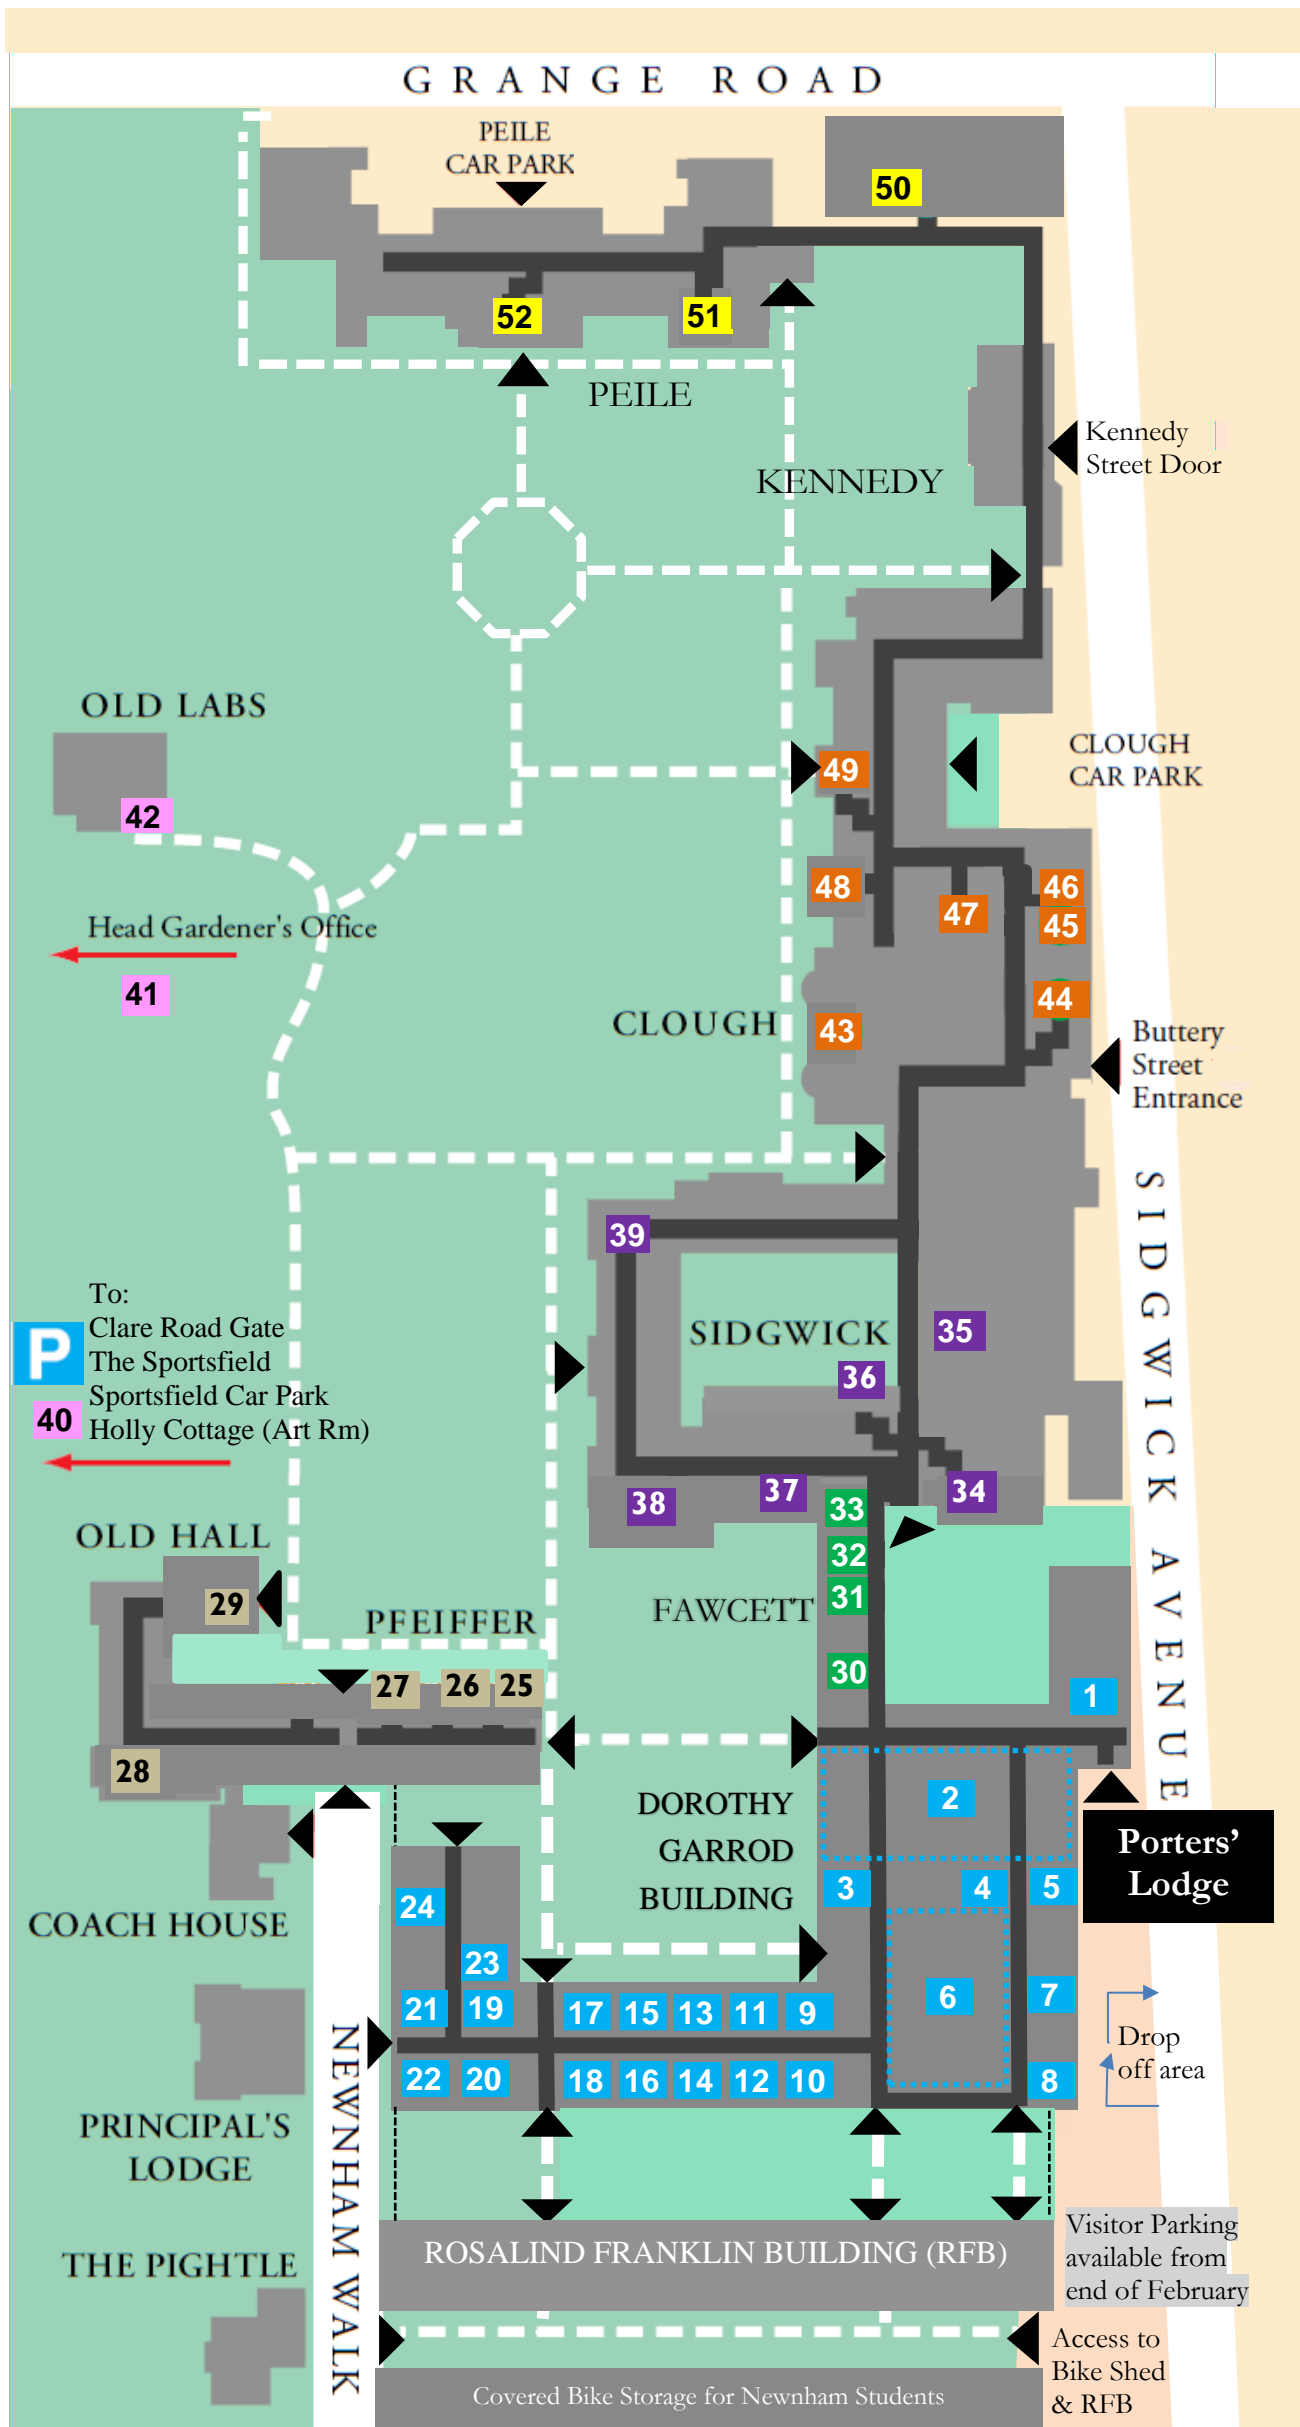 GRANGE ROAD
PEILE
CAR PARK
50
52
51
PEILE
Kennedy
Street Door
KENNEDY
OLD LABS
42
CLOUGH
CAR PARK
49
48
47
46
45
44
43
Head Gardener's Office
41
CLOUGH
Buttery
Street
Entrance
SIDGWICK AVENUE
39
To:
Clare Road Gate
The Sportsfield
Sportsfield Car Park
Holly Cottage (Art Rm)
P
40
SIDGWICK
35
36
34
37
38
33
32
31
30
OLD HALL
29
PFEIFFER
FAWCETT
27
26
25
28
1
2
DOROTHY
GARROD
BUILDING
Porters'
Lodge
3
4
5
24
23
COACH HOUSE
6
7
21
19
17
15
13
11
9
22
20
18
16
14
12
10
8
Drop
off area
PRINCIPAL'S
LODGE
NEWNHAM WALK
ROSALIND FRANKLIN BUILDING (RFB)
Visitor Parking
available from
end of February
THE PIGHTLE
Access to
Bike Shed
& RFB
Covered Bike Storage for Newnham Students